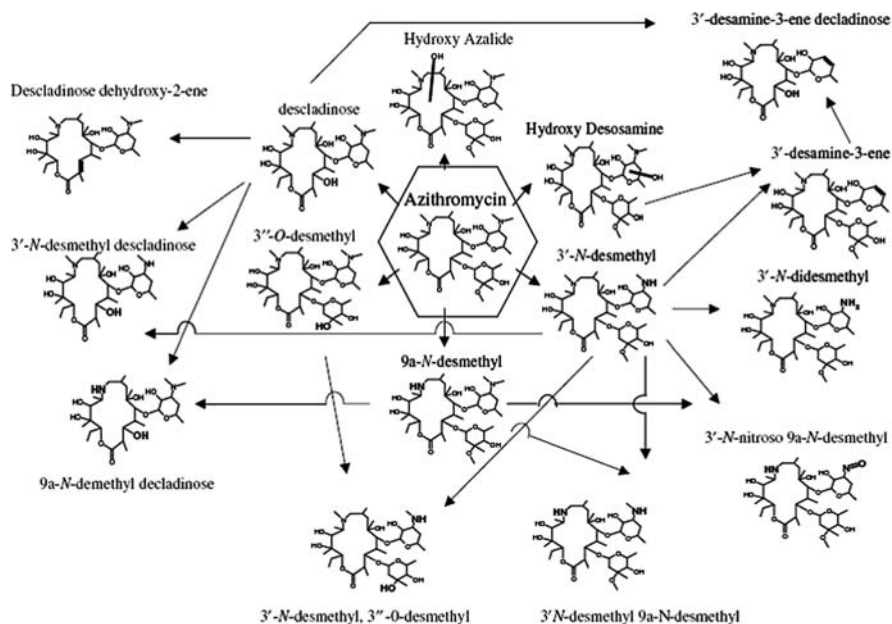 3′-desamine-3-ene decladinose
Hydroxy Azalide
Descladinose dehydroxy-2-ene
descladinose
Hydroxy Desosamine
3′-desamine-3-ene
Azithromycin
3′-N-desmethyl descladinose
3″-O-desmethyl
3′-N-desmethyl
3′-N-didesmethyl
9a-N-desmethyl
3′-N-nitroso 9a-N-desmethyl
9a-N-demethyl decladinose
3′-N-desmethyl, 3″-0-desmethyl
3′N-desmethyl 9a-N-desmethyl